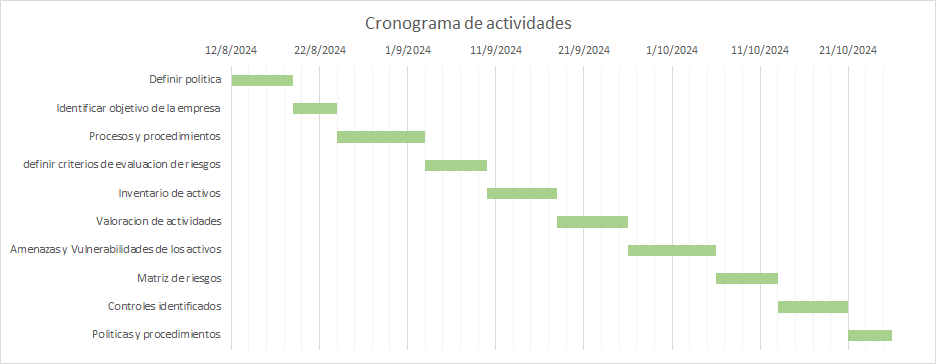 Cronograma de actividades
12/8/2024 22/8/2024 1/9/2024 11/9/2024 21/9/2024 1/10/2024 11/10/2024 21/10/2024
Definir politica
Identificar objetivo de la empresa
Procesos y procedimientos
definir criterios de evaluacion de riesgos
Inventario de activos
Valoracion de actividades
Amenazas y Vulnerabilidades de los activos
Matriz de riesgos
Controles identificados
Politicas y procedimientos